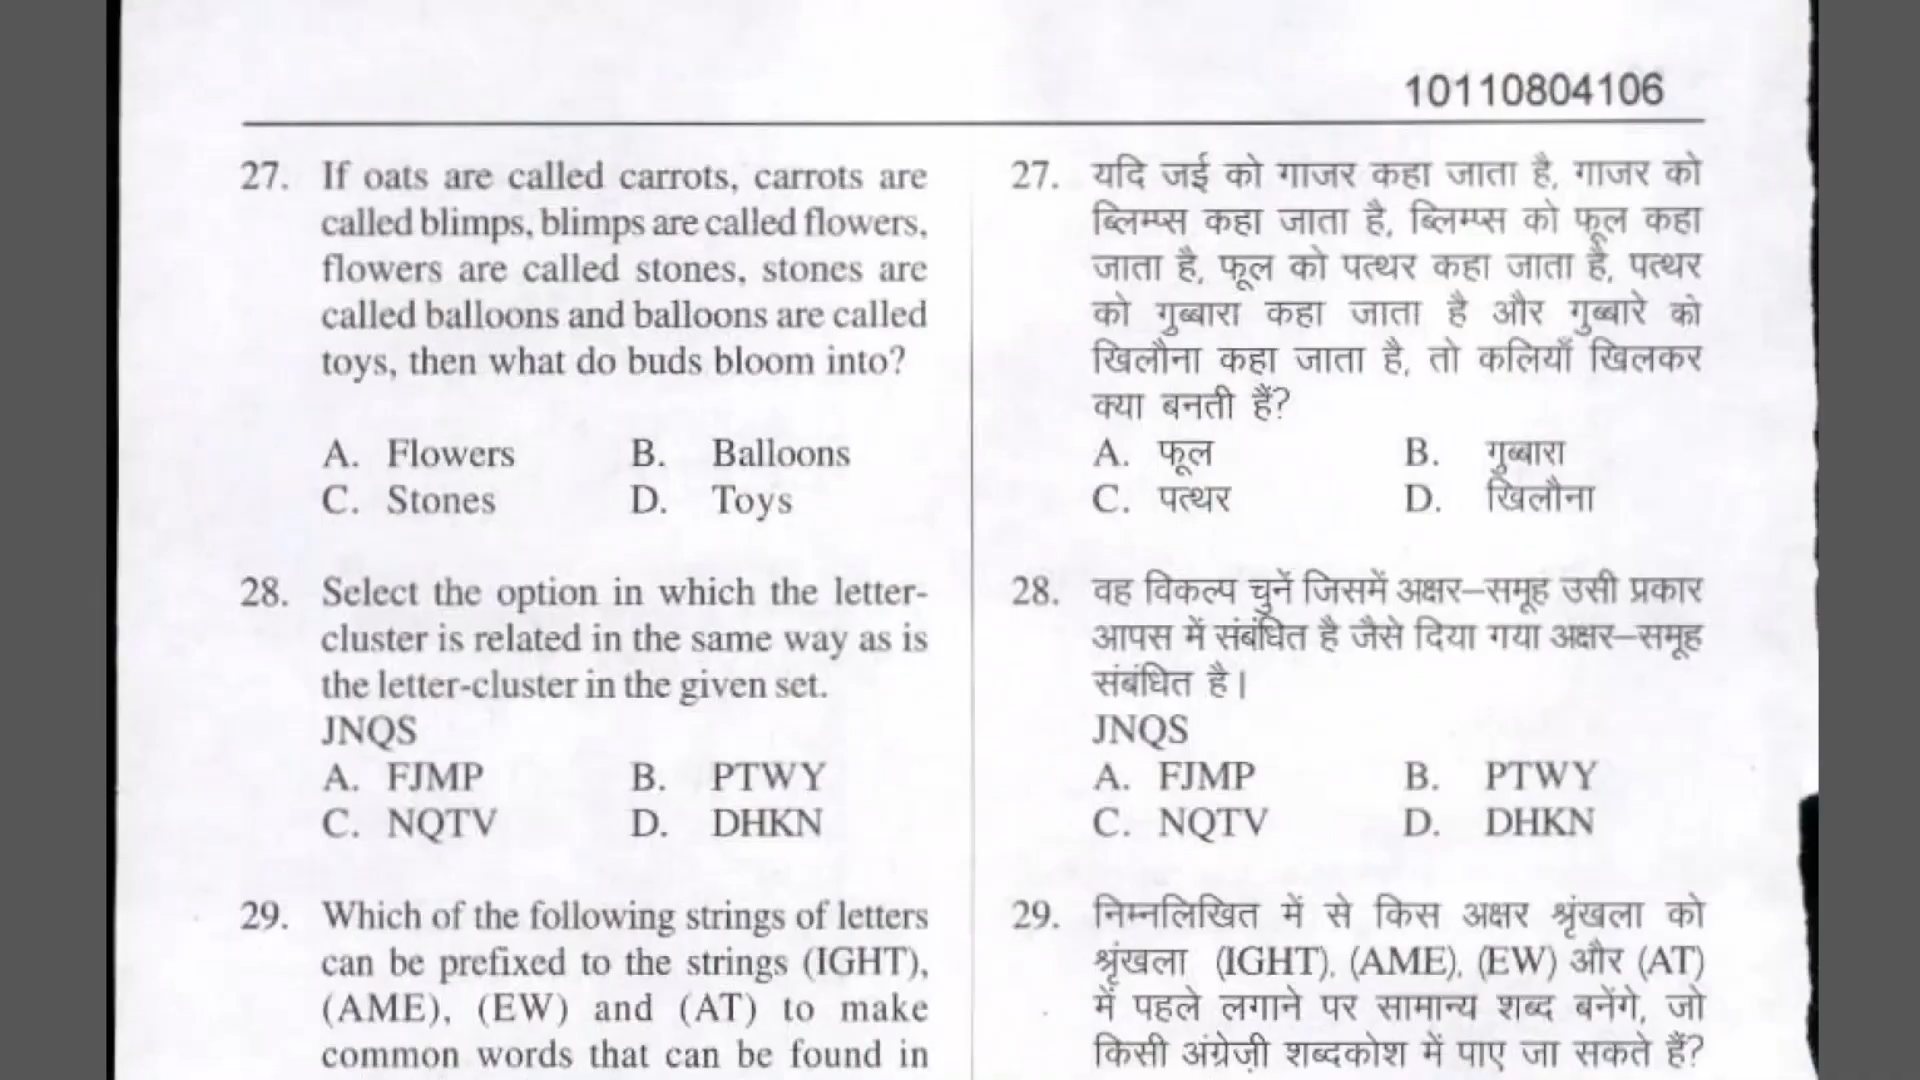 10110804106
27. If oats are called carrots, carrots are
called blimps, blimps are called flowers,
flowers are called stones, stones are
called balloons and balloons are called
toys, then what do buds bloom into?
A. Flowers B. Balloons
C. Stones D. Toys
28. Select the option in which the letter-
cluster is related in the same way as is
the letter-cluster in the given set.
JNQS
A. FJMP B. PTWY
C. NQTV D. DHKN
29. Which of the following strings of letters
can be prefixed to the strings (IGHT),
(AME), (EW) and (AT) to make
common words that can be found in
27. यदि जई को गाजर कहा जाता है, गाजर को
ब्लिम्प्स कहा जाता है, ब्लिम्प्स को फूल कहा
जाता है, फूल को पत्थर कहा जाता है, पत्थर
को गुब्बारा कहा जाता है और गुब्बारे को
खिलौना कहा जाता है, तो कलियाँ खिलकर
क्या बनती हैं?
A. फूल B. गुब्बारा
C. पत्थर D. खिलौना
28. वह विकल्प चुनें जिसमें अक्षर–समूह उसी प्रकार
आपस में संबंधित है जैसे दिया गया अक्षर–समूह
संबंधित है।
JNQS
A. FJMP B. PTWY
C. NQTV D. DHKN
29. निम्नलिखित में से किस अक्षर श्रृंखला को
श्रृंखला (IGHT), (AME), (EW) और (AT)
में पहले लगाने पर सामान्य शब्द बनेंगे, जो
किसी अंग्रेज़ी शब्दकोश में पाए जा सकते हैं?